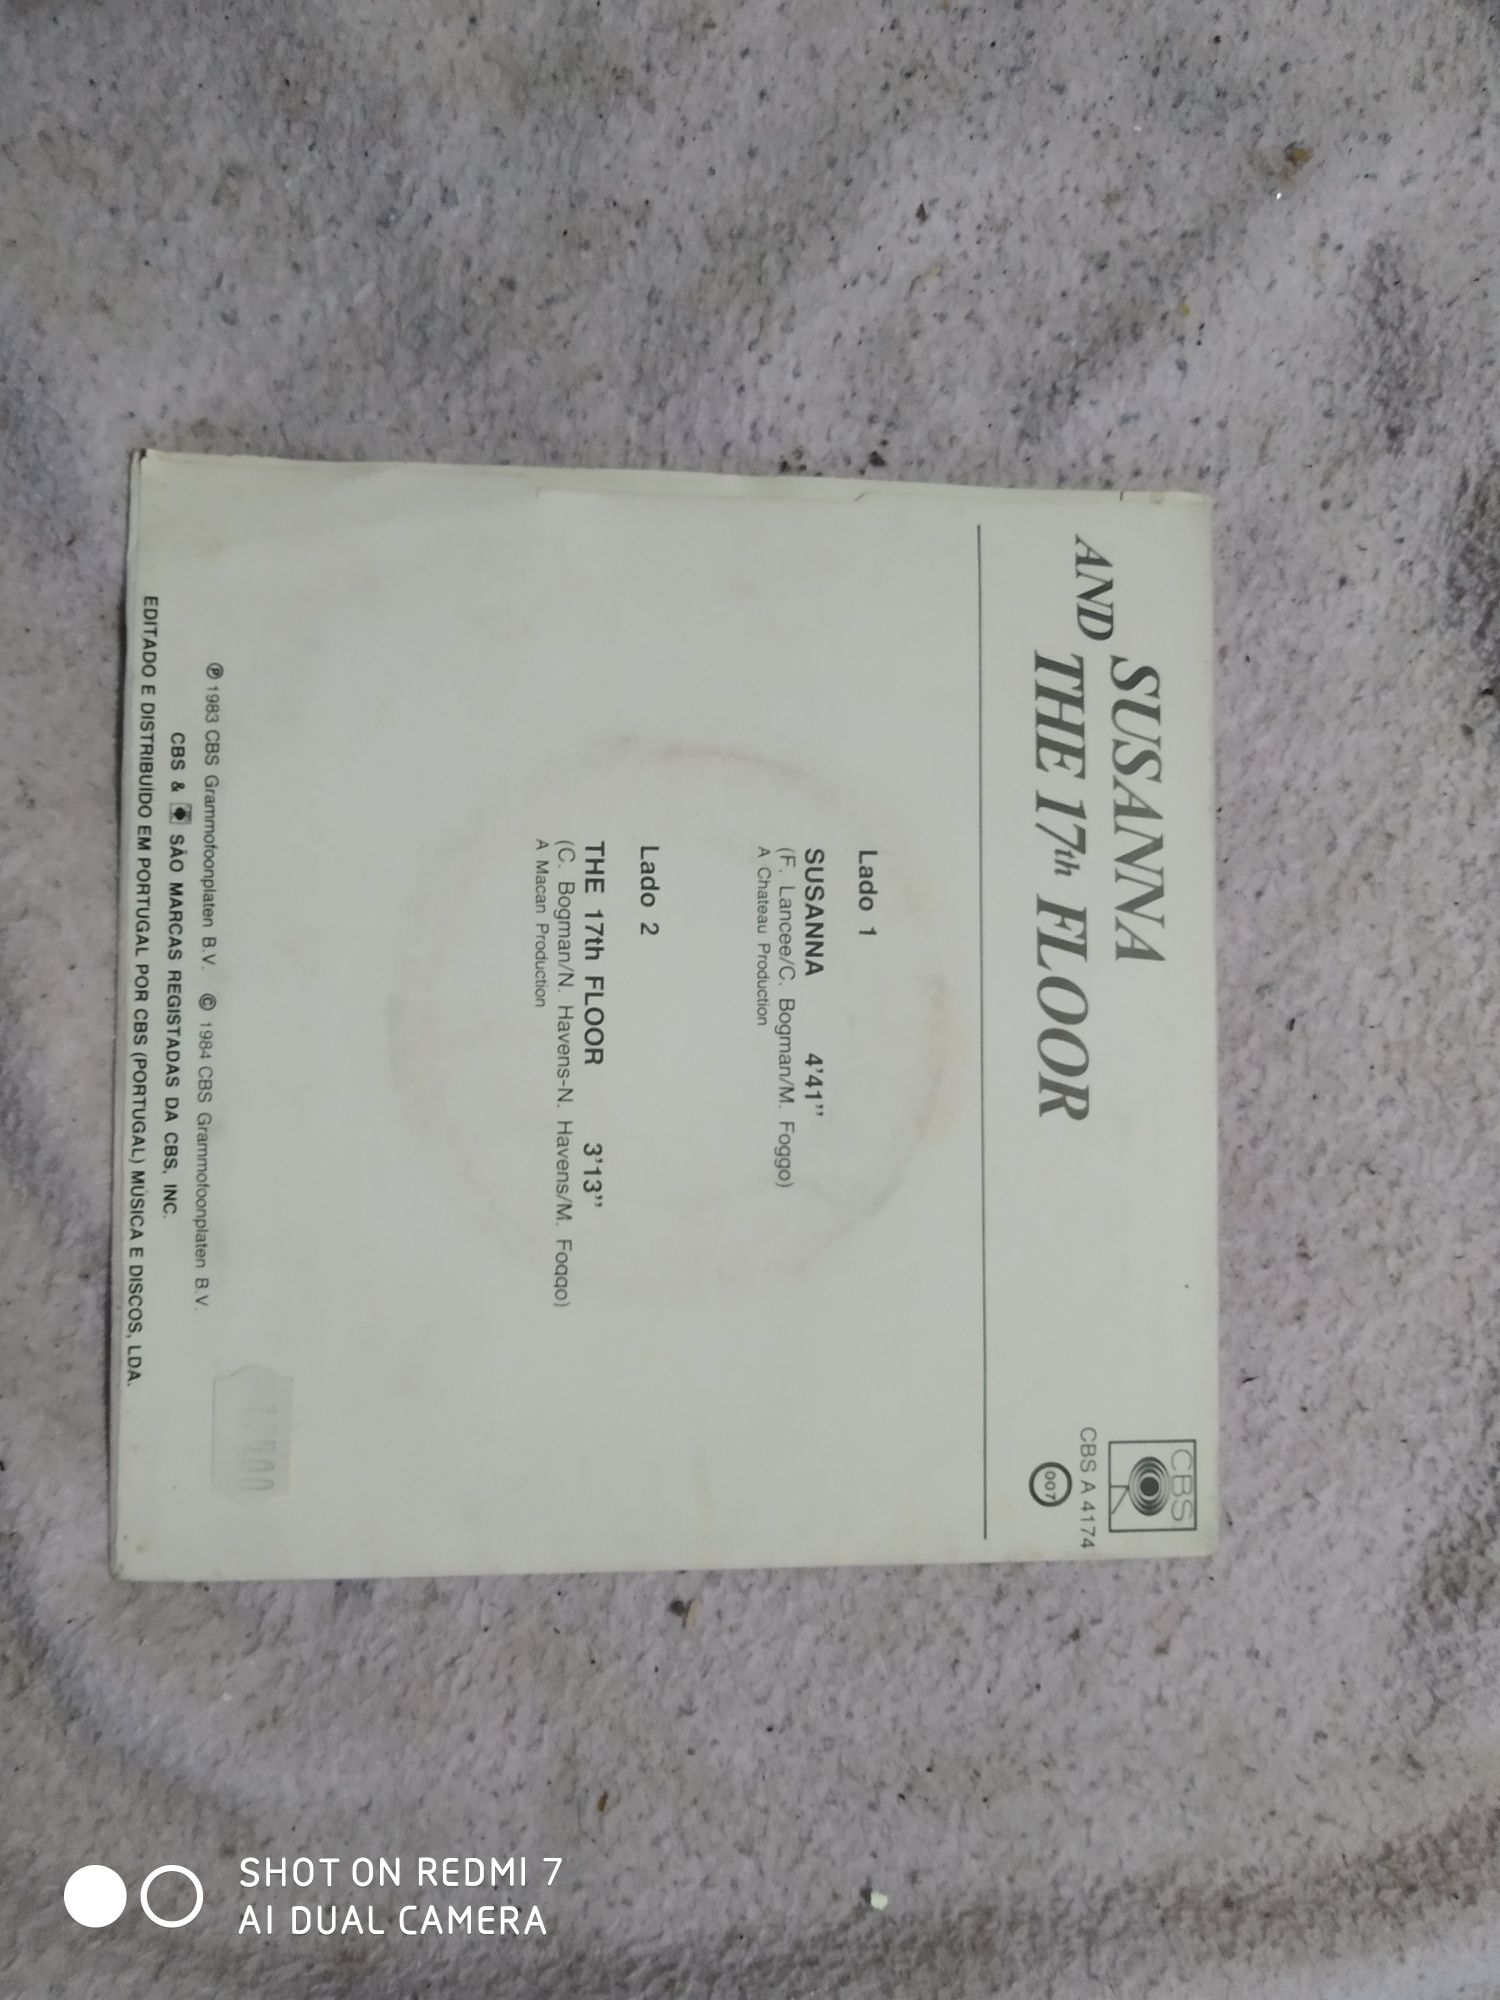 SUSANNA
AND THE 17th FLOOR
CBS
CBS A 4174
007
Lado 1
SUSANNA 4'41"
(F. Lancee/C. Bogman/M. Foggo)
A Chateau Production
Lado 2
THE 17th FLOOR 3'13"
(C. Bogman/N. Havens-N. Havens/M. Foggo)
A Macan Production
℗ 1983 CBS Grammofoonplaten B.V. © 1984 CBS Grammofoonplaten B.V.
CBS & SÃO MARCAS REGISTADAS DA CBS, INC.
EDITADO E DISTRIBUÍDO EM PORTUGAL POR CBS (PORTUGAL) MÚSICA E DISCOS, LDA.
SHOT ON REDMI 7
AI DUAL CAMERA